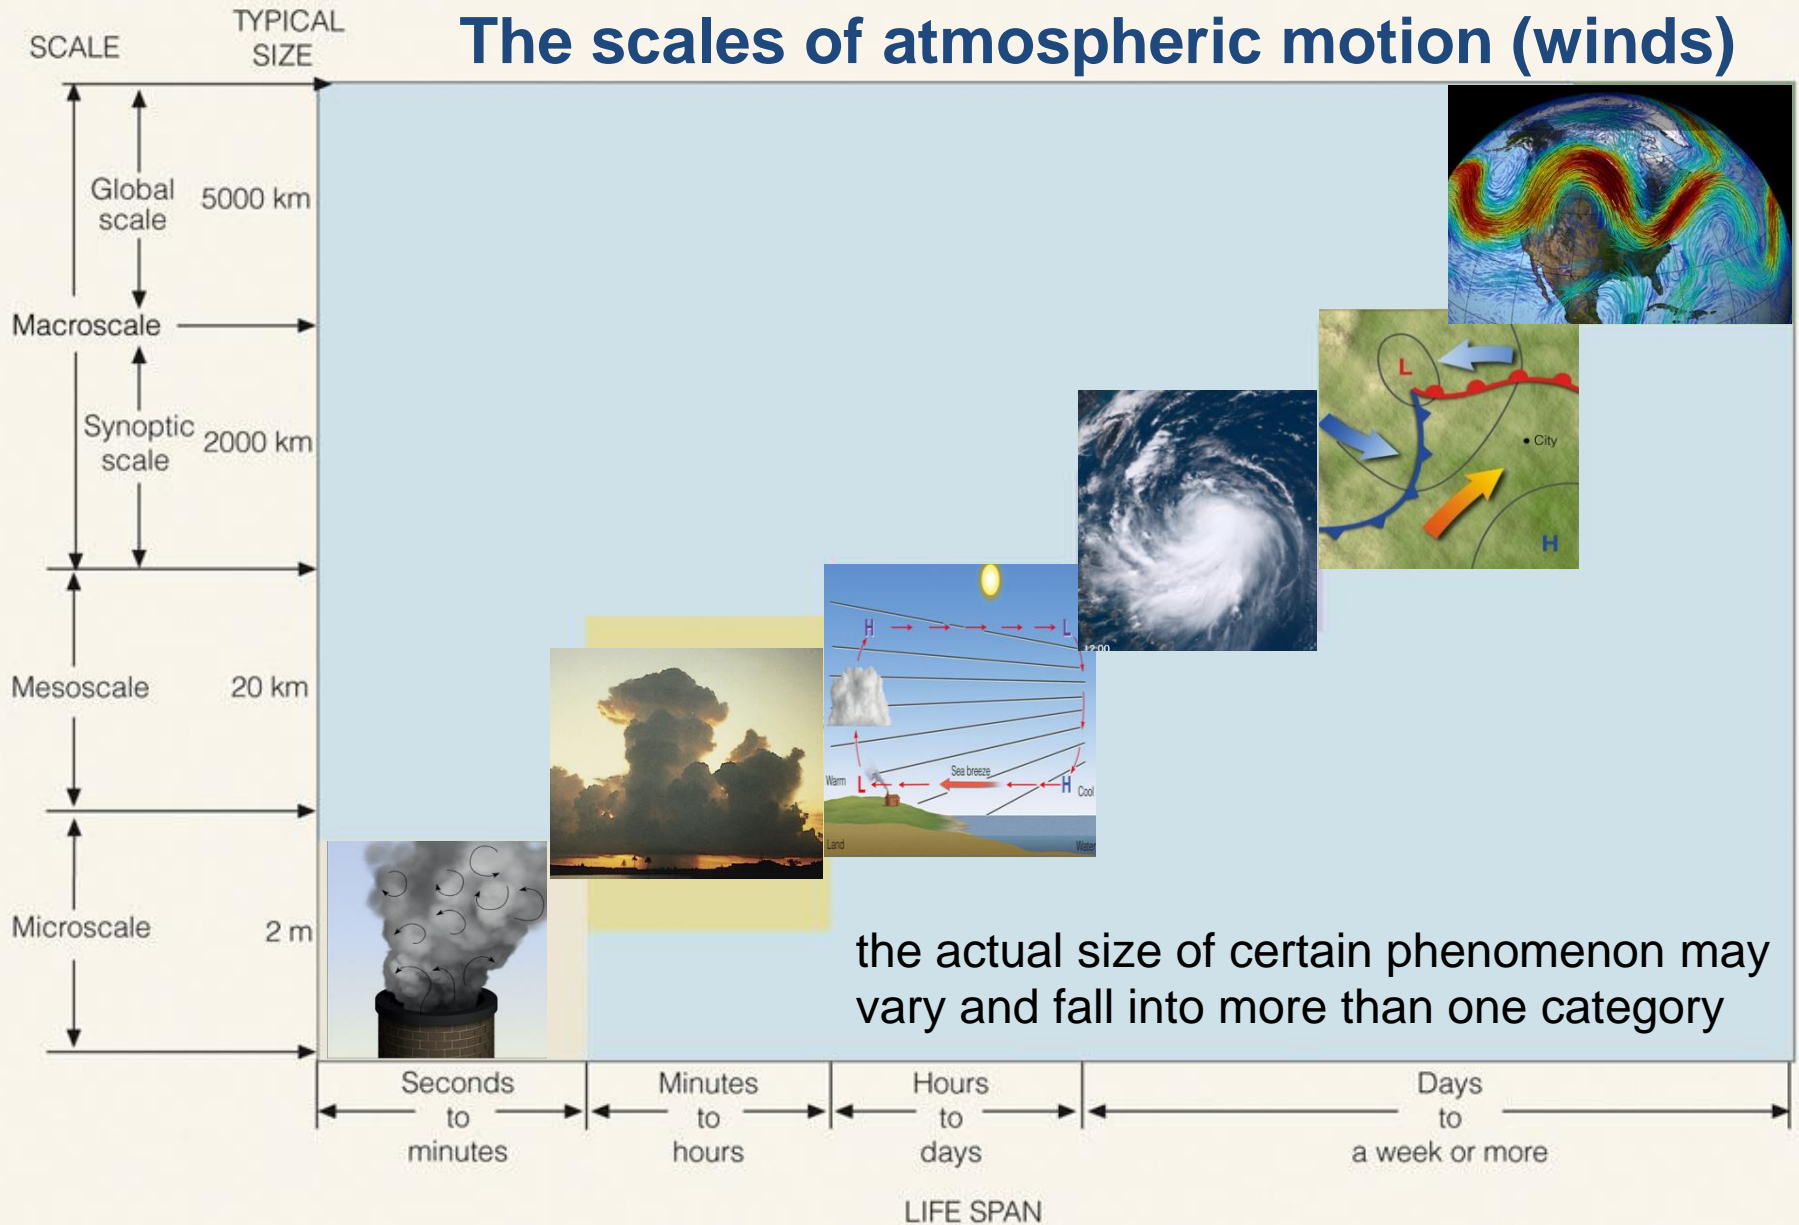 The scales of atmospheric motion (winds)
SCALE
TYPICAL
SIZE
Global
scale
5000 km
Macroscale
Synoptic
scale
2000 km
Mesoscale
20 km
Microscale
2 m
L
City
H
12:00
H
L
Warm
L
Sea breeze
H
Cool
Land
Water
the actual size of certain phenomenon may
vary and fall into more than one category
Seconds
to
minutes
Minutes
to
hours
Hours
to
days
Days
to
a week or more
LIFE SPAN